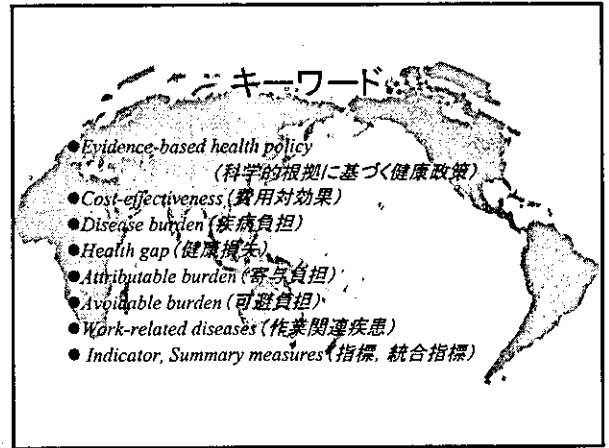 キーワード
●Evidence-based health policy
(科学的根拠に基づく健康政策)
●Cost-effectiveness (費用対効果)
●Disease burden (疾病負担)
●Health gap (健康損失)
●Attributable burden (寄与負担)
●Avoidable burden (可避負担)
●Work-related diseases (作業関連疾患)
●Indicator, Summary measures (指標, 統合指標)